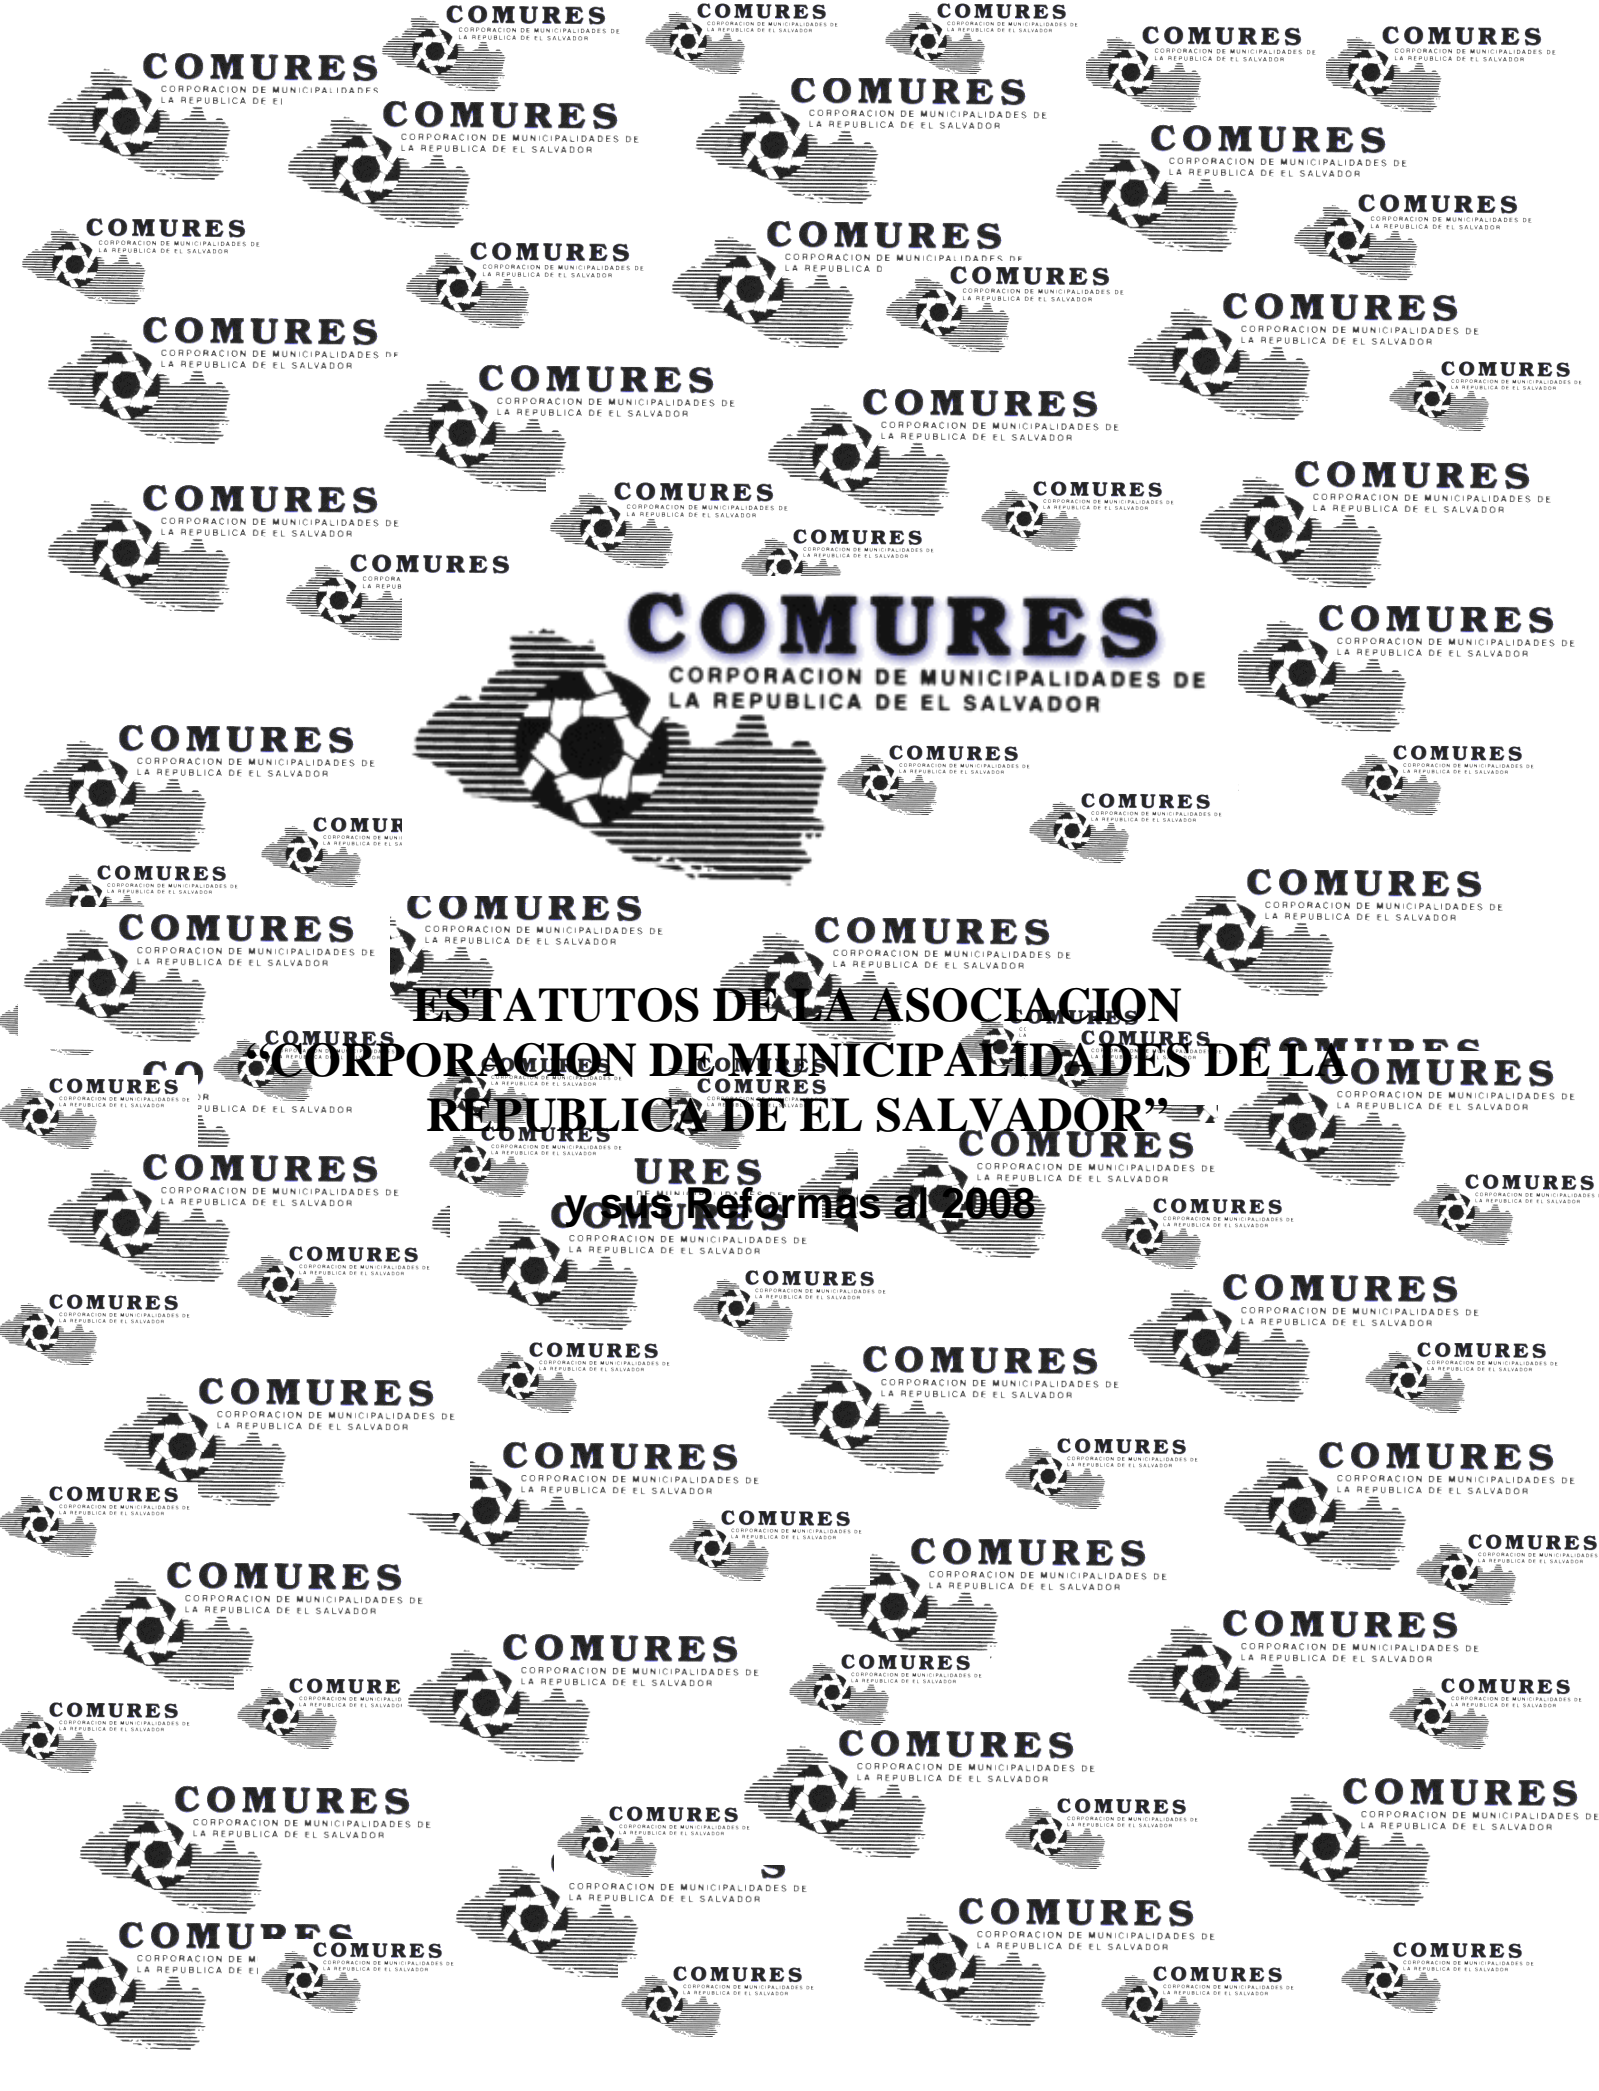 COMURES
CORPORACION DE MUNICIPALIDADES DE
LA REPUBLICA DE EL SALVADOR
ESTATUTOS DE LA ASOCIACION
“CORPORACION DE MUNICIPALIDADES DE LA
REPUBLICA DE EL SALVADOR”
y sus Reformas al 2008